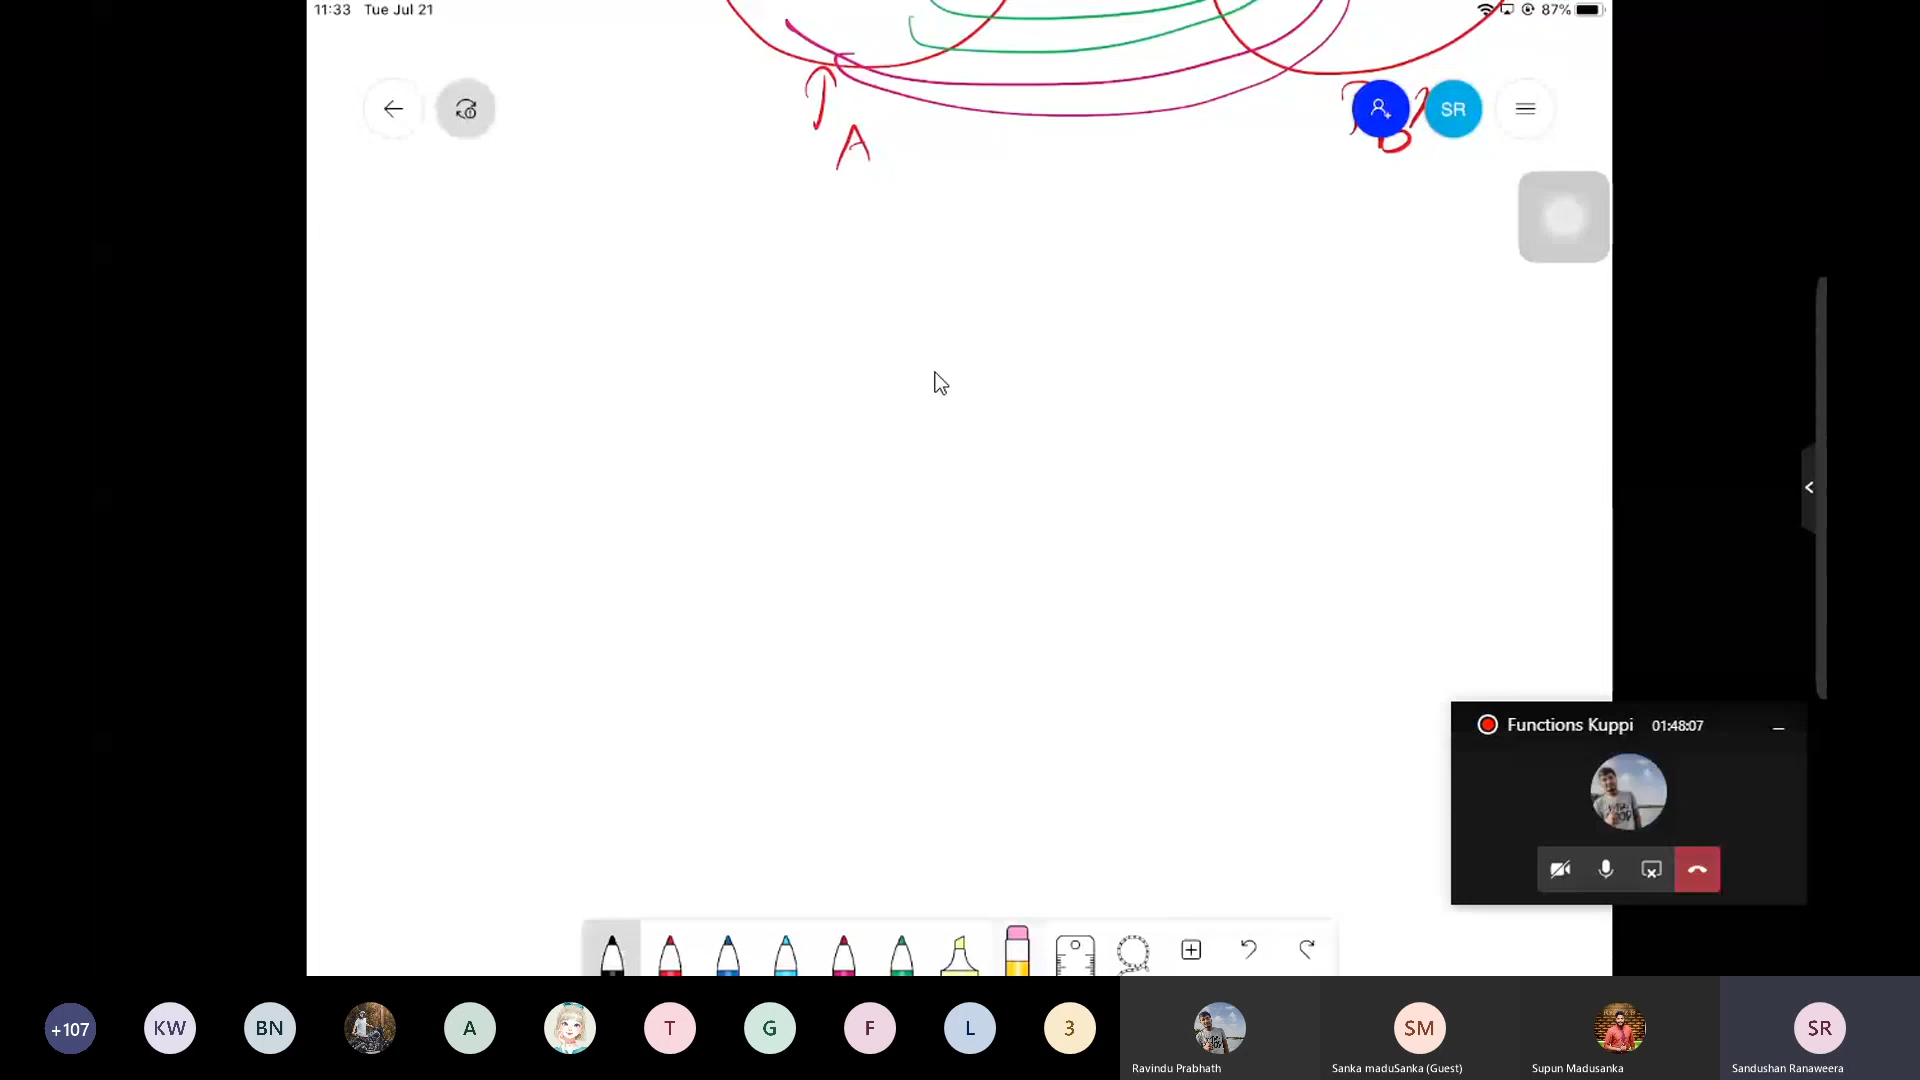 11:33 Tue Jul 21
87%
SR
A
B
Functions Kuppi 01:48:07
+107
KW
BN
A
T
G
F
L
3
SM
SR
Ravindu Prabhath
Sanka maduSanka (Guest)
Supun Madusanka
Sandushan Ranaweera